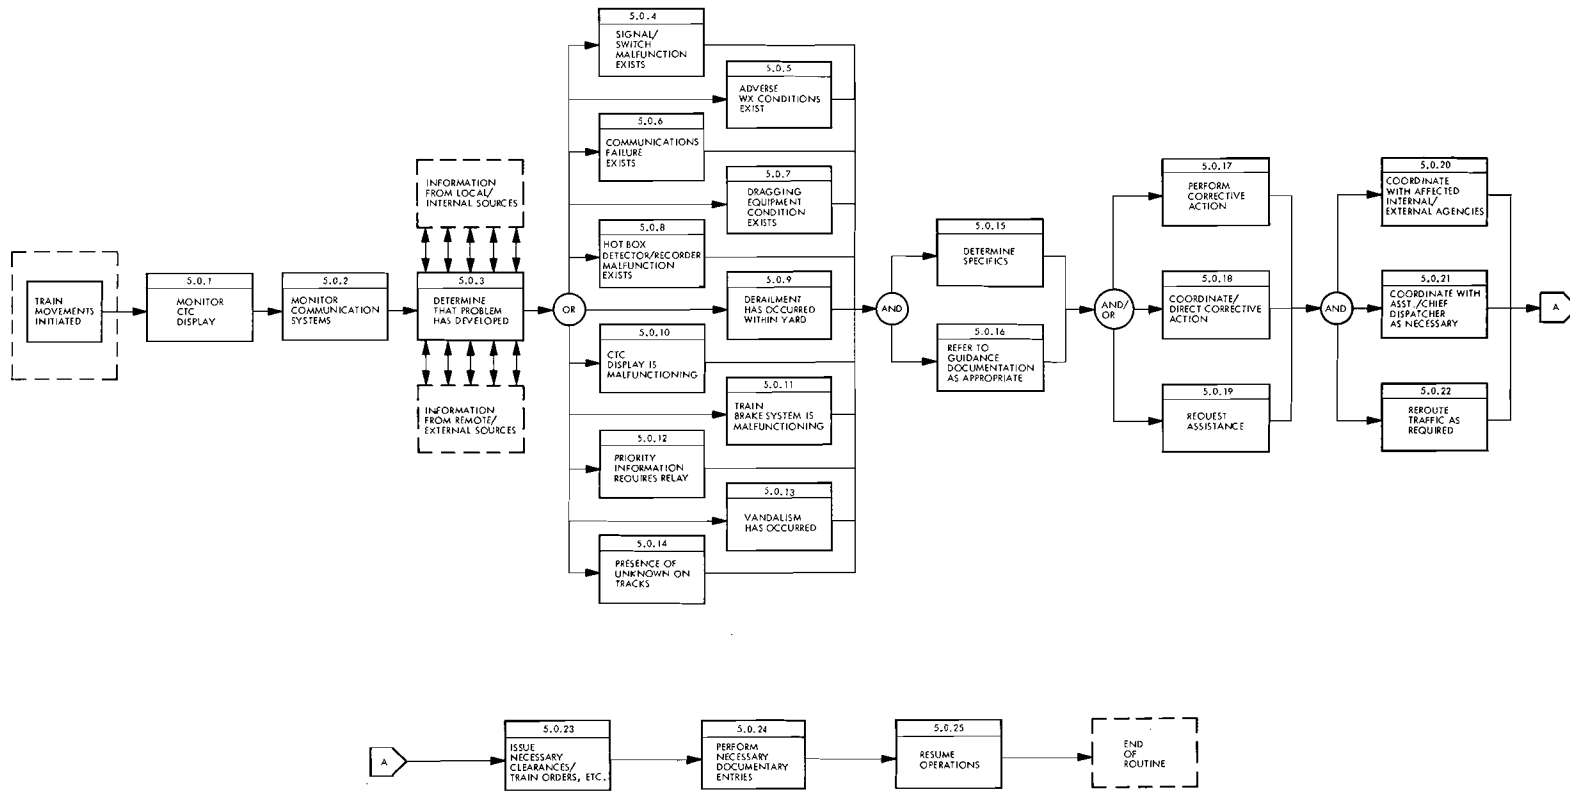 TRAIN
MOVEMENTS
INITIATED
5.0.1
MONITOR
CTC
DISPLAY
5.0.2
MONITOR
COMMUNICATION
SYSTEMS
INFORMATION
FROM LOCAL/
INTERNAL SOURCES
5.0.3
DETERMINE
THAT PROBLEM
HAS DEVELOPED
INFORMATION
FROM REMOTE/
EXTERNAL SOURCES
OR
5.0.4
SIGNAL/
SWITCH
MALFUNCTION
EXISTS
5.0.5
ADVERSE
WX CONDITIONS
EXIST
5.0.6
COMMUNICATIONS
FAILURE
EXISTS
5.0.7
DRAGGING
EQUIPMENT
CONDITION
EXISTS
5.0.8
HOT BOX
DETECTOR/RECORDER
MALFUNCTION
EXISTS
5.0.9
DERAILMENT
HAS OCCURRED
WITHIN YARD
5.0.10
CTC
DISPLAY IS
MALFUNCTIONING
5.0.11
TRAIN
BRAKE SYSTEM IS
MALFUNCTIONING
5.0.12
PRIORITY
INFORMATION
REQUIRES RELAY
5.0.13
VANDALISM
HAS OCCURRED
5.0.14
PRESENCE OF
UNKNOWN ON
TRACKS
AND
5.0.15
DETERMINE
SPECIFICS
5.0.16
REFER TO
GUIDANCE
DOCUMENTATION
AS APPROPRIATE
AND/
OR
5.0.17
PERFORM
CORRECTIVE
ACTION
5.0.18
COORDINATE/
DIRECT CORRECTIVE
ACTION
5.0.19
REQUEST
ASSISTANCE
AND
5.0.20
COORDINATE
WITH AFFECTED
INTERNAL/
EXTERNAL AGENCIES
5.0.21
COORDINATE WITH
ASST./CHIEF
DISPATCHER
AS NECESSARY
5.0.22
REROUTE
TRAFFIC AS
REQUIRED
A
A
5.0.23
ISSUE
NECESSARY
CLEARANCES/
TRAIN ORDERS, ETC.
5.0.24
PERFORM
NECESSARY
DOCUMENTARY
ENTRIES
5.0.25
RESUME
OPERATIONS
END
OF
ROUTINE